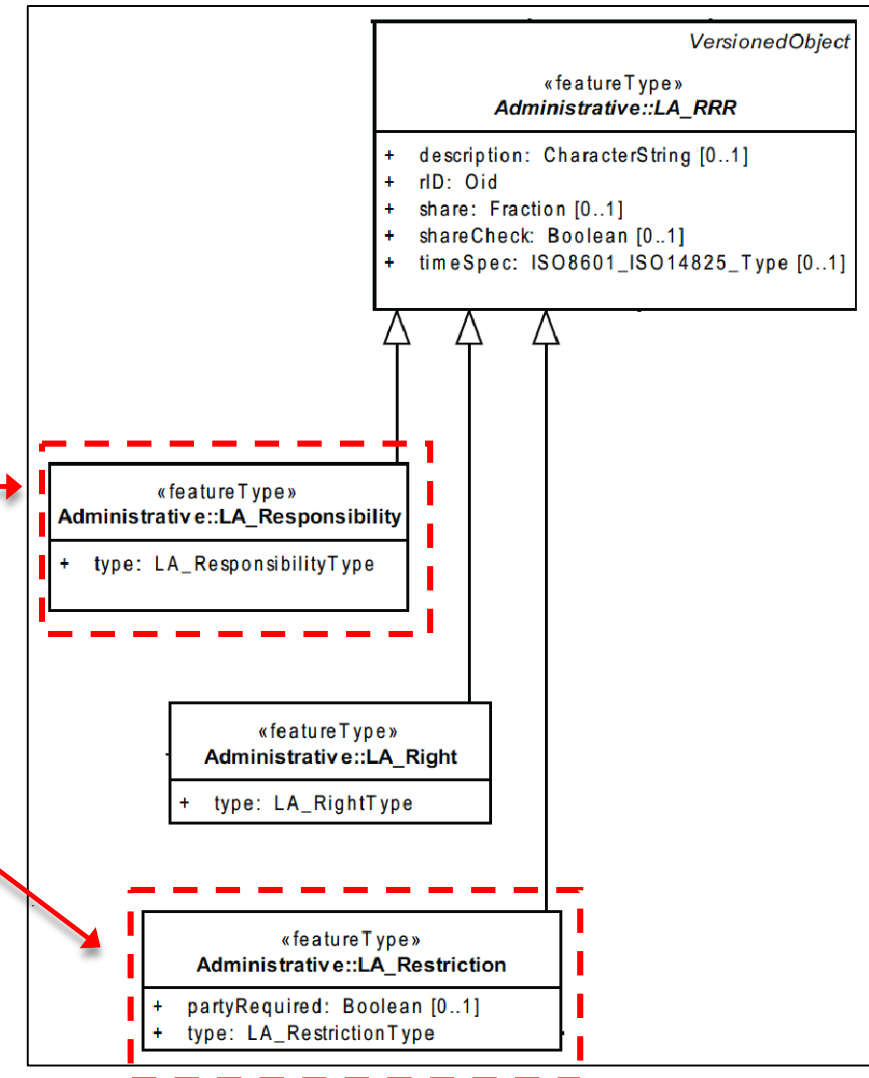 VersionedObject
«featureType»
Administrative::LA_RRR
+ description: CharacterString [0..1]
+ rID: Oid
+ share: Fraction [0..1]
+ shareCheck: Boolean [0..1]
+ timeSpec: ISO8601_ISO14825_Type [0..1]
«featureType»
Administrative::LA_Responsibility
+ type: LA_ResponsibilityType
«featureType»
Administrative::LA_Right
+ type: LA_RightType
«featureType»
Administrative::LA_Restriction
+ partyRequired: Boolean [0..1]
+ type: LA_RestrictionType